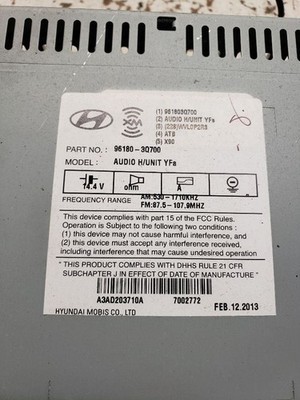 XM
(1) 961803Q700
(2) AUDIO H/UNIT YFa
(4) ATB
(5) X50
PART NO. : 96180-3Q700
MODEL : AUDIO H/UNIT YFa
14.4 V ohm A
FREQUENCY RANGE AM:530-1710KHZ
FM:87.5-107.9MHZ
This device complies with part 15 of the FCC Rules.
Operation is Subject to the following two conditions :
(1) this device may not cause harmful interference, and
(2) this device must accept any interference received,
including interference that may cause undesired operation
" THIS PRODUCT COMPLIES WITH DHHS RULE 21 CFR
SUBCHAPTER J IN EFFECT OF DATE OF MANUFACTURE "
A3AD203710A 7002772
HYUNDAI MOBIS CO., LTD FEB.12.2013